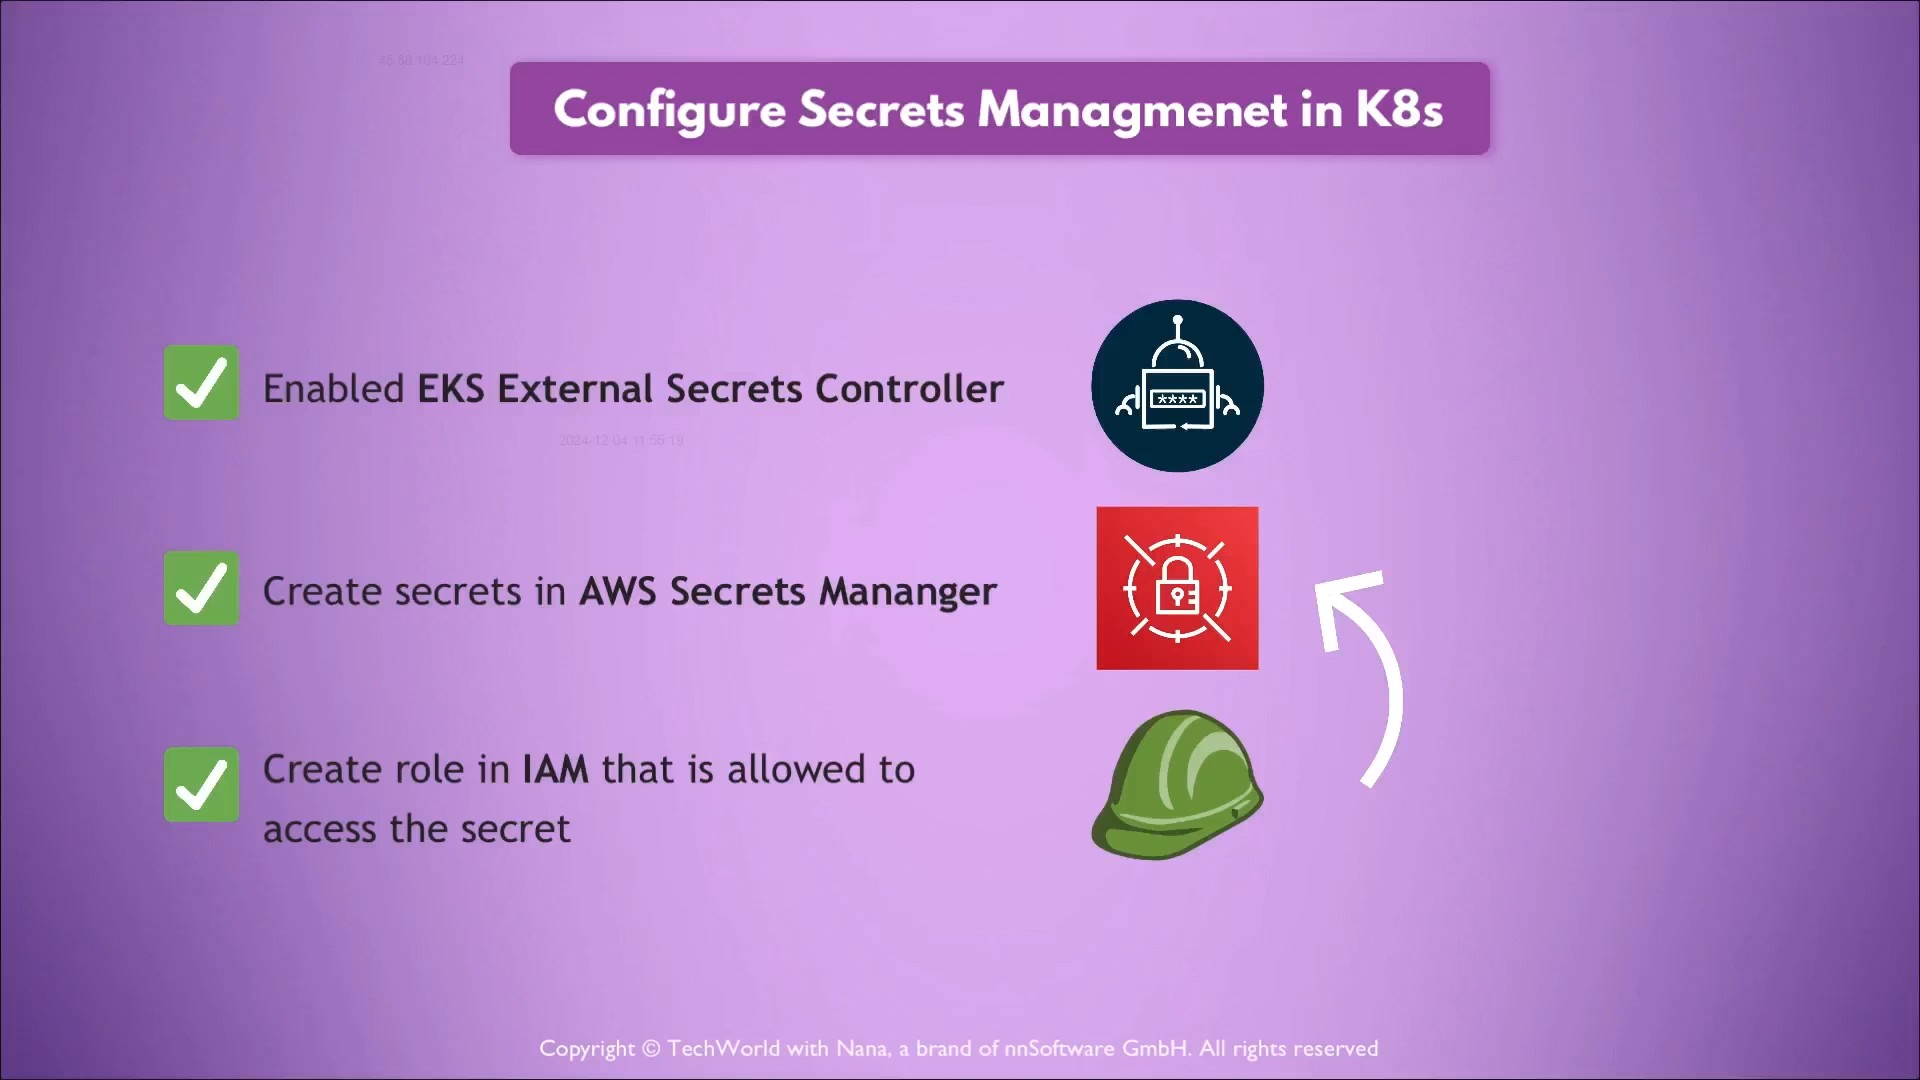 45.88.104.224
Configure Secrets Managmenet in K8s
Enabled EKS External Secrets Controller
****
2024-12-04 11:55:19
Create secrets in AWS Secrets Mananger
Create role in IAM that is allowed to
access the secret
Copyright © TechWorld with Nana, a brand of nnSoftware GmbH. All rights reserved